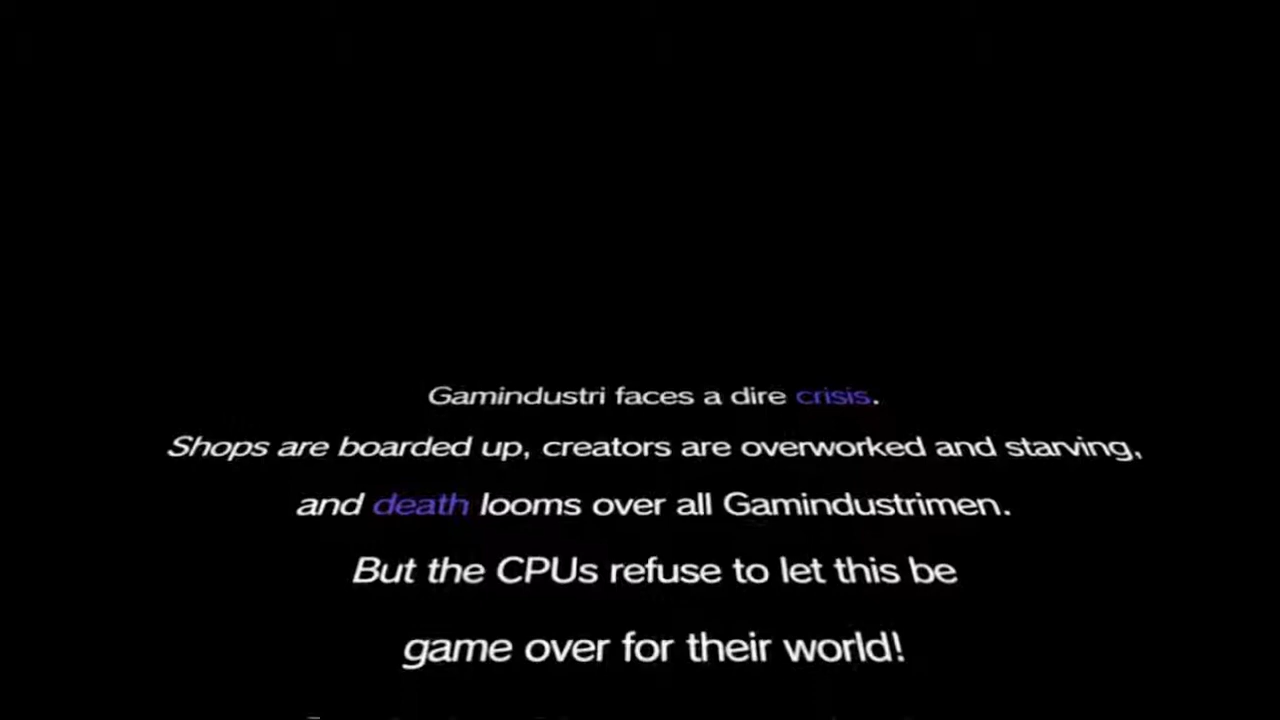 Gamindustri faces a dire crisis.
Shops are boarded up, creators are overworked and starving,
and death looms over all Gamindustrimen.
But the CPUs refuse to let this be
game over for their world!